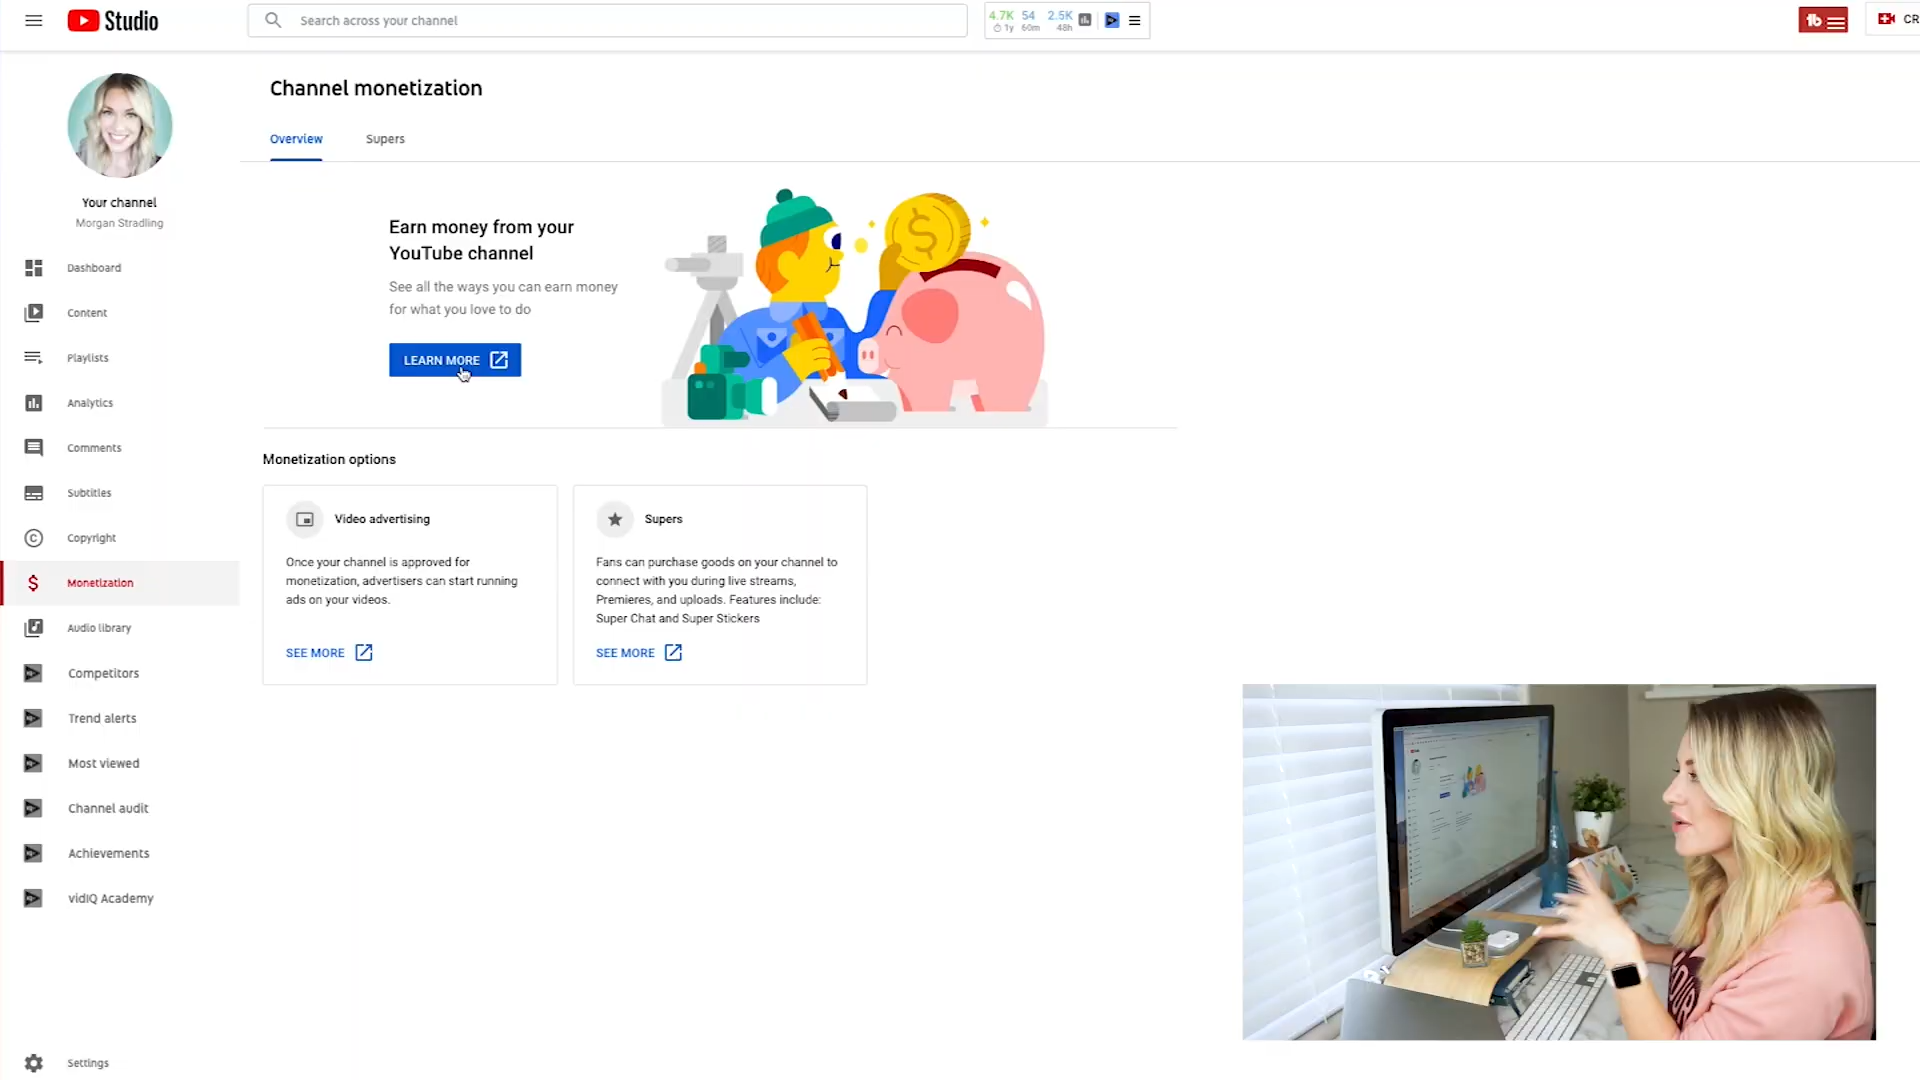 Studio
Search across your channel
4.7K 54 2.5K
1y 60m 48h
tb
CR
Channel monetization
Overview
Supers
Your channel
Morgan Stradling
Dashboard
Content
Playlists
Analytics
Comments
Subtitles
Copyright
Monetization
Audio library
Competitors
Trend alerts
Most viewed
Channel audit
Achievements
vidIQ Academy
Settings
Earn money from your
YouTube channel
See all the ways you can earn money
for what you love to do
LEARN MORE
Monetization options
Video advertising
Once your channel is approved for
monetization, advertisers can start running
ads on your videos.
SEE MORE
Supers
Fans can purchase goods on your channel to
connect with you during live streams,
Premieres, and uploads. Features include:
Super Chat and Super Stickers
SEE MORE